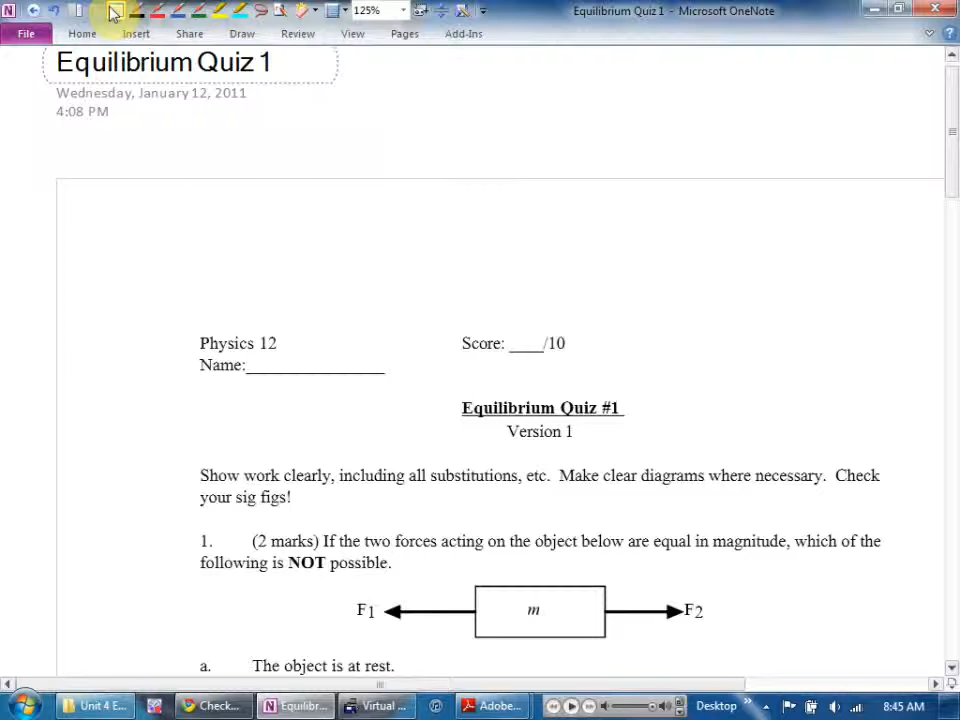 125%
Equilibrium Quiz 1 - Microsoft OneNote
File Home Insert Share Draw Review View Pages Add-Ins
Equilibrium Quiz 1
Wednesday, January 12, 2011
4:08 PM
Physics 12 Score: ____/10
Name:_________________
Equilibrium Quiz #1
Version 1
Show work clearly, including all substitutions, etc. Make clear diagrams where necessary. Check
your sig figs!
1. (2 marks) If the two forces acting on the object below are equal in magnitude, which of the
following is NOT possible.
F1 m F2
a. The object is at rest.
Unit 4 E... Check... Equilibr... Virtual ... Adobe... Desktop 8:45 AM